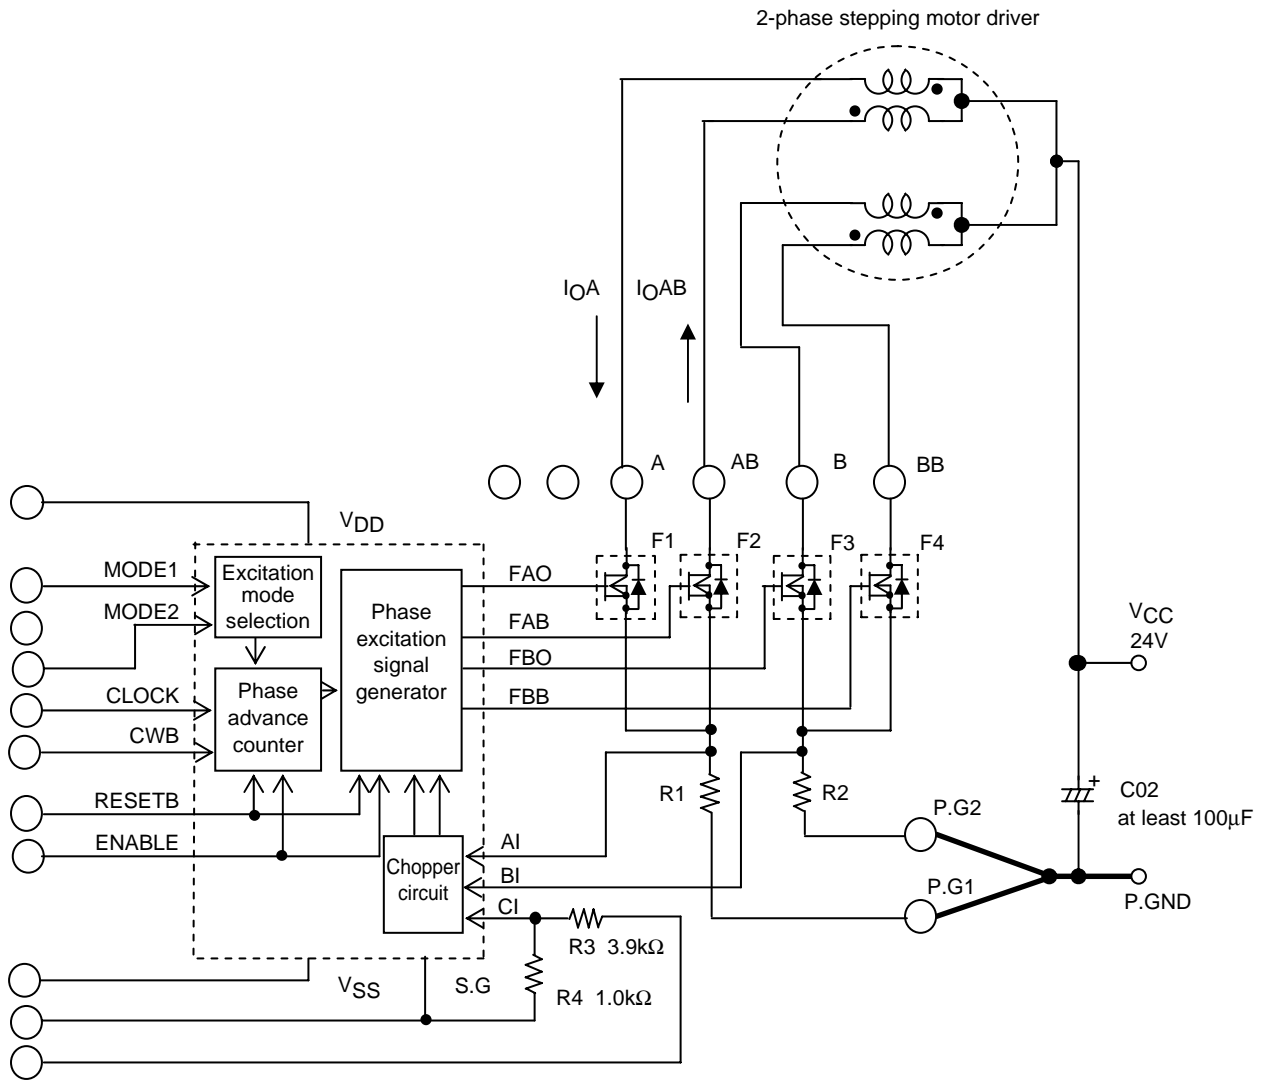 2-phase stepping motor driver
IOA
IOAB
A
AB
B
BB
VDD
F1
F2
F3
F4
MODE1
MODE2
CLOCK
CWB
RESETB
ENABLE
Excitation
mode
selection
Phase
advance
counter
Phase
excitation
signal
generator
FAO
FAB
FBO
FBB
VCC
24V
R1
R2
P.G2
P.G1
+
C02
at least 100μF
P.GND
Chopper
circuit
AI
BI
CI
R3 3.9kΩ
R4 1.0kΩ
VSS
S.G